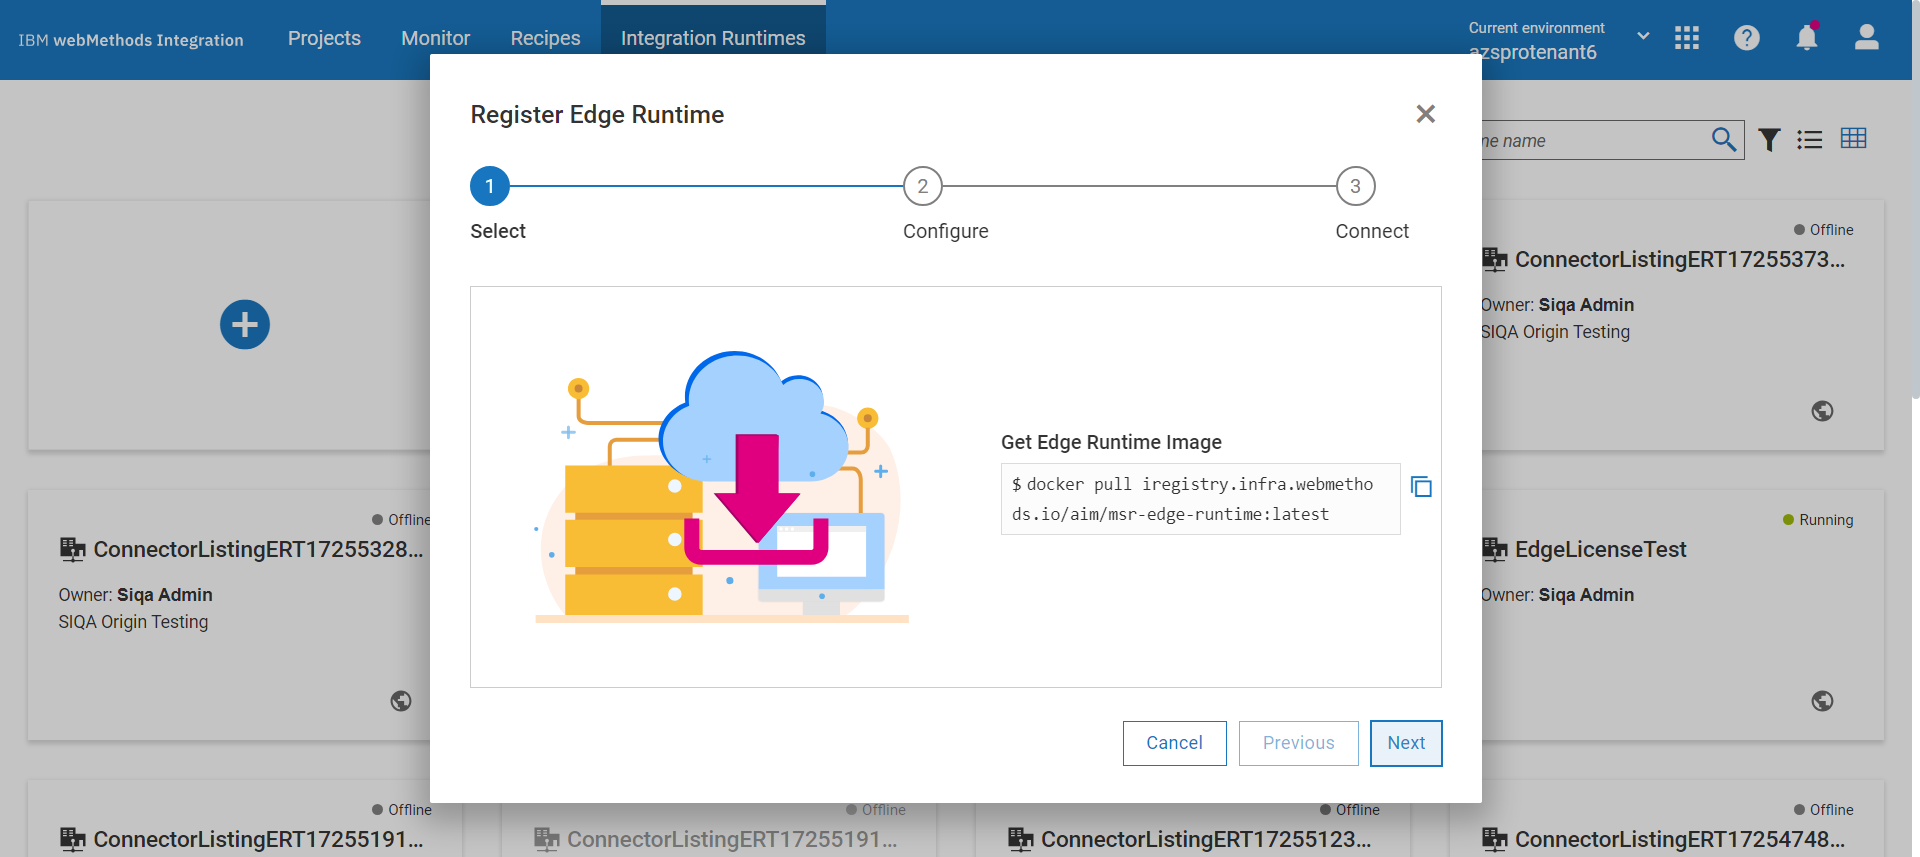 IBM webMethods Integration
Projects
Monitor
Recipes
Integration Runtimes
Current environment
azsprotenant6
Register Edge Runtime
1
2
3
Select
Configure
Connect
Get Edge Runtime Image
$ docker pull iregistry.infra.webmetho
ds.io/aim/msr-edge-runtime:latest
Cancel
Previous
Next
name
Offline
ConnectorListingERT17255373...
Owner: Siqa Admin
SIQA Origin Testing
Offline
ConnectorListingERT17255328...
Owner: Siqa Admin
SIQA Origin Testing
Running
EdgeLicenseTest
Owner: Siqa Admin
Offline
ConnectorListingERT17255191...
Offline
ConnectorListingERT17255191...
Offline
ConnectorListingERT17255123...
Offline
ConnectorListingERT17254748...